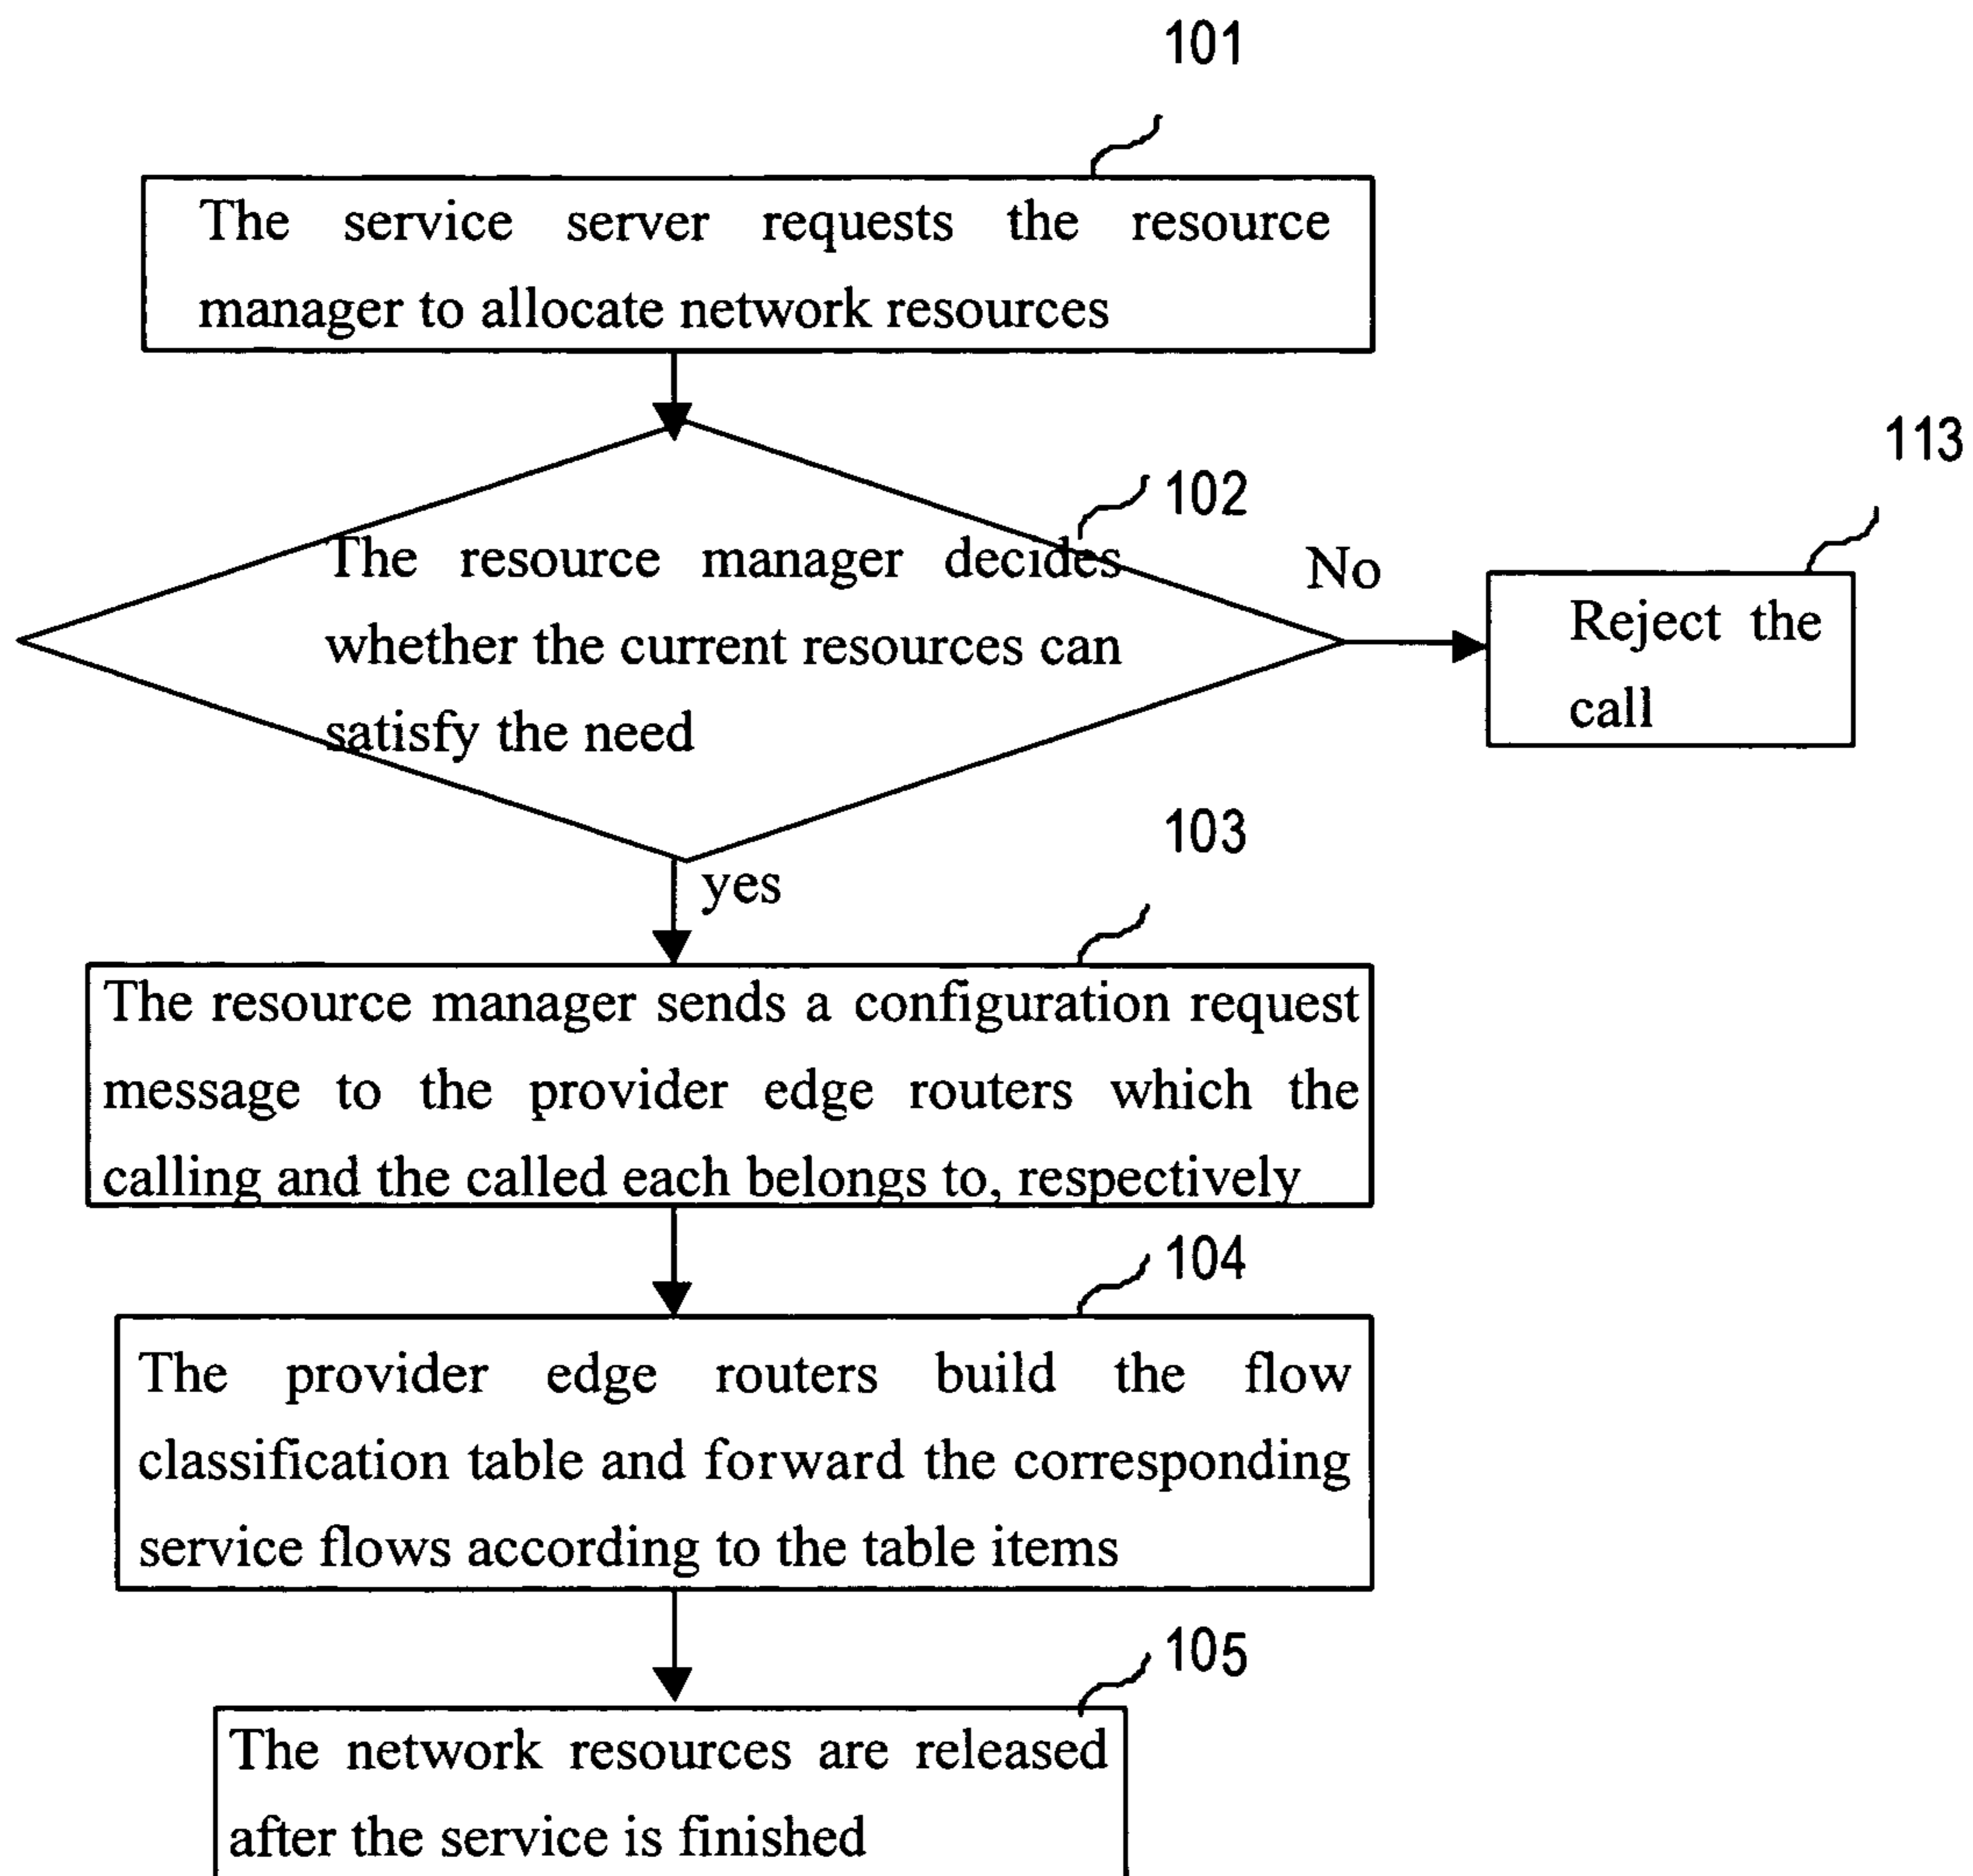 101
The service server requests the resource
manager to allocate network resources
102
The resource manager decides
whether the current resources can
satisfy the need
No
113
Reject the
call
yes
103
The resource manager sends a configuration request
message to the provider edge routers which the
calling and the called each belongs to, respectively
104
The provider edge routers build the flow
classification table and forward the corresponding
service flows according to the table items
105
The network resources are released
after the service is finished